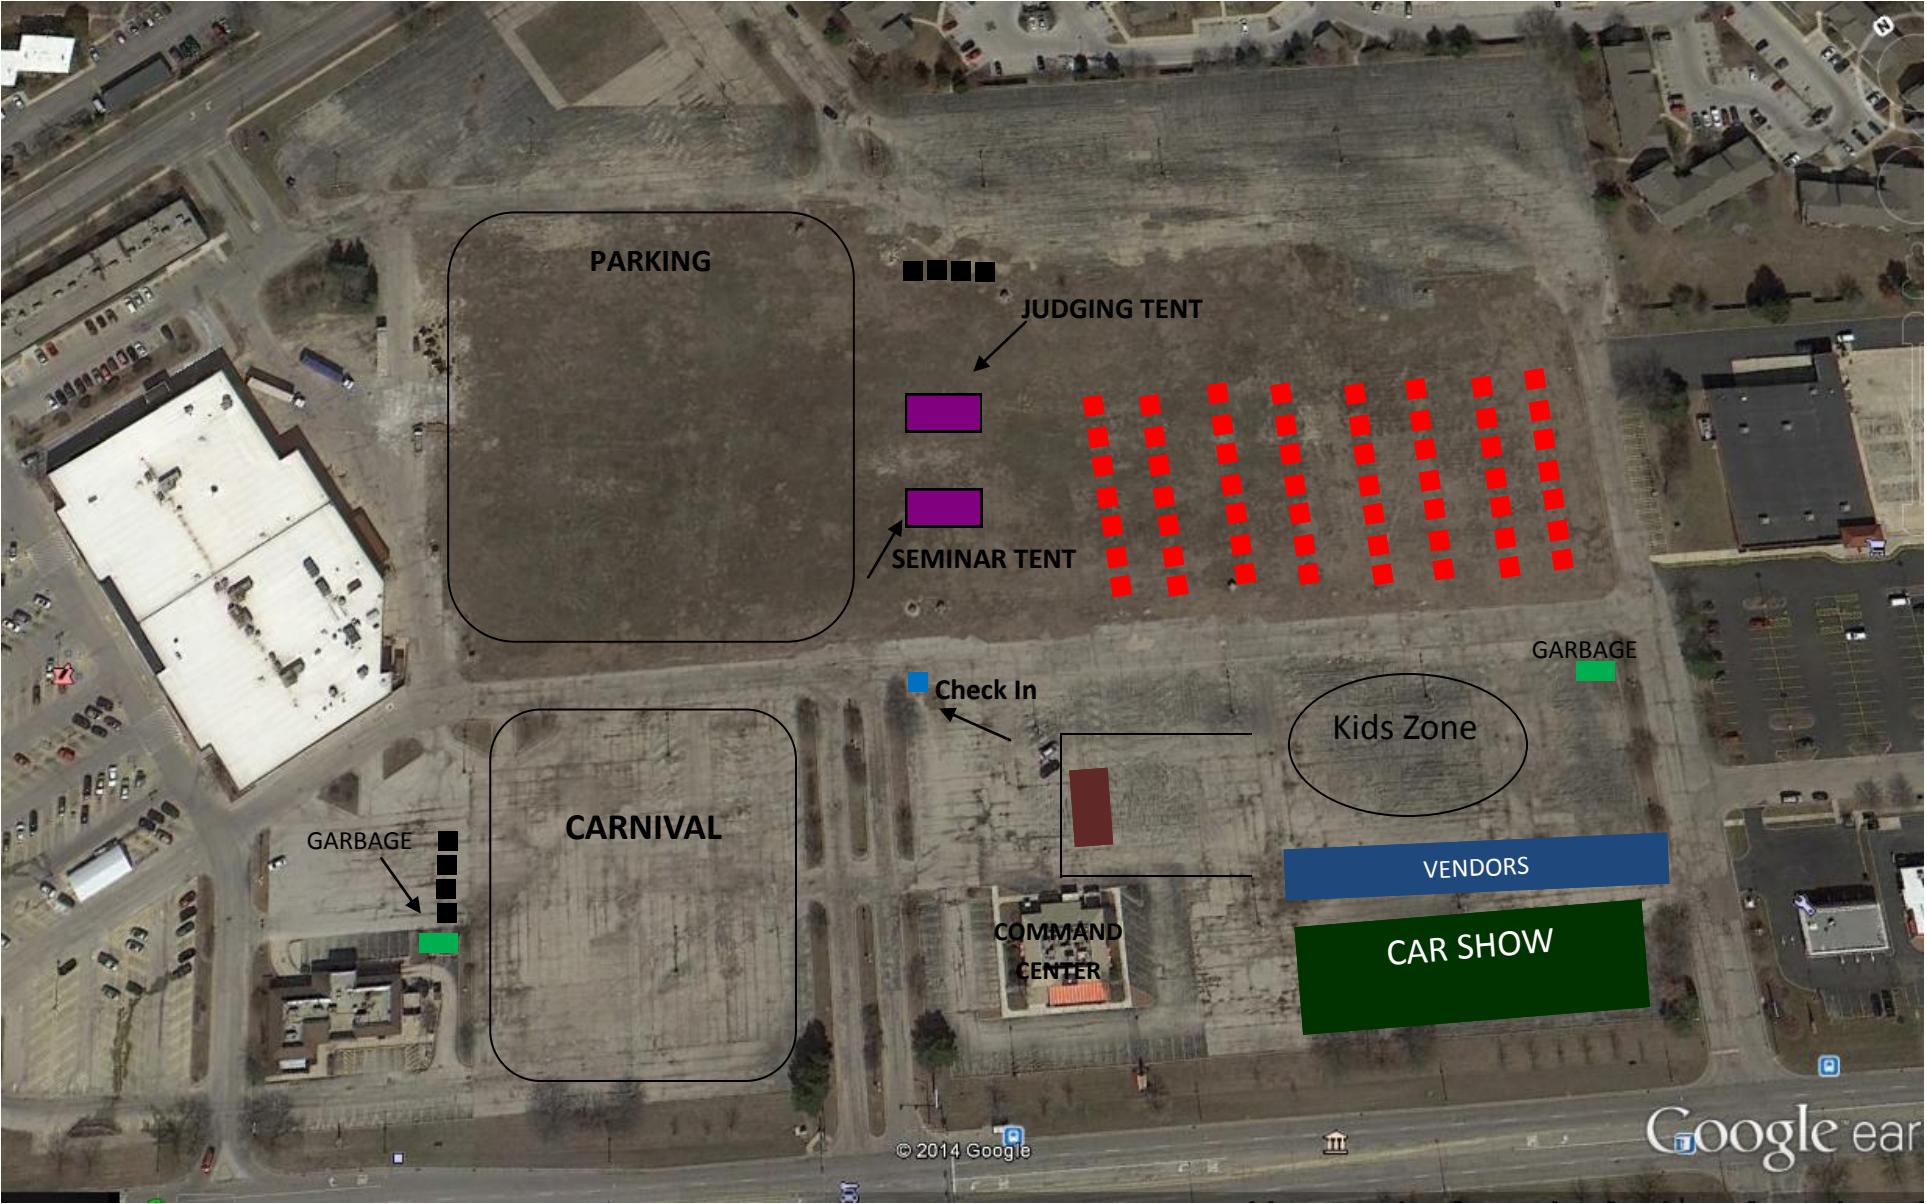 PARKING
JUDGING TENT
SEMINAR TENT
GARBAGE
Check In
Kids Zone
CARNIVAL
GARBAGE
VENDORS
COMMAND
CENTER
CAR SHOW
© 2014 Google
Google ear